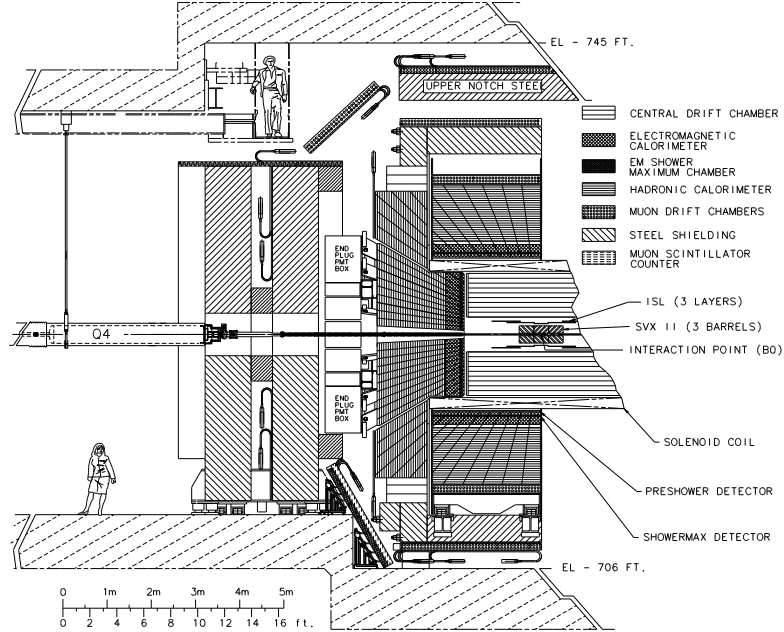 EL - 745 FT.
UPPER NOTCH STEEL
CENTRAL DRIFT CHAMBER
ELECTROMAGNETIC
CALORIMETER
EM SHOWER
MAXIMUM CHAMBER
HADRONIC CALORIMETER
MUON DRIFT CHAMBERS
STEEL SHIELDING
MUON SCINTILLATOR
COUNTER
END
PLUG
PMT
BOX
ISL (3 LAYERS)
Q4
SVX II (3 BARRELS)
INTERACTION POINT (B0)
END
PLUG
PMT
BOX
SOLENOID COIL
PRESHOWER DETECTOR
SHOWERMAX DETECTOR
EL - 706 FT.
0 1m 2m 3m 4m 5m
0 2 4 6 8 10 12 14 16 ft.